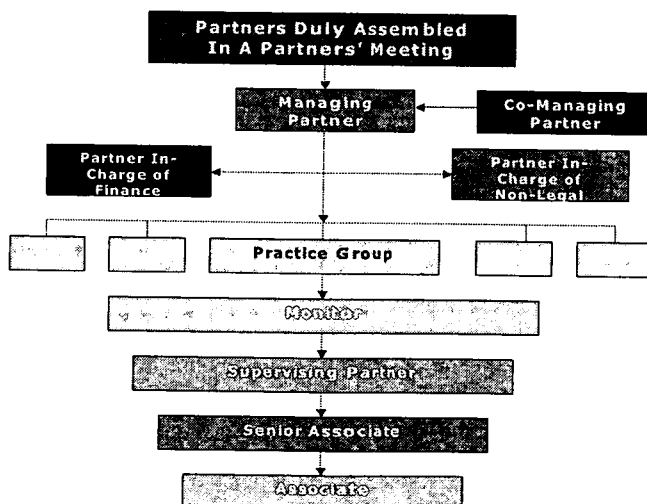 Partners Duly Assembled
In A Partners' Meeting
Managing
Partner
Co-Managing
Partner
Partner In-
Charge of
Finance
Partner In-
Charge of
Non-Legal
Practice Group
Monitor
Supervising Partner
Senior Associate
Associate